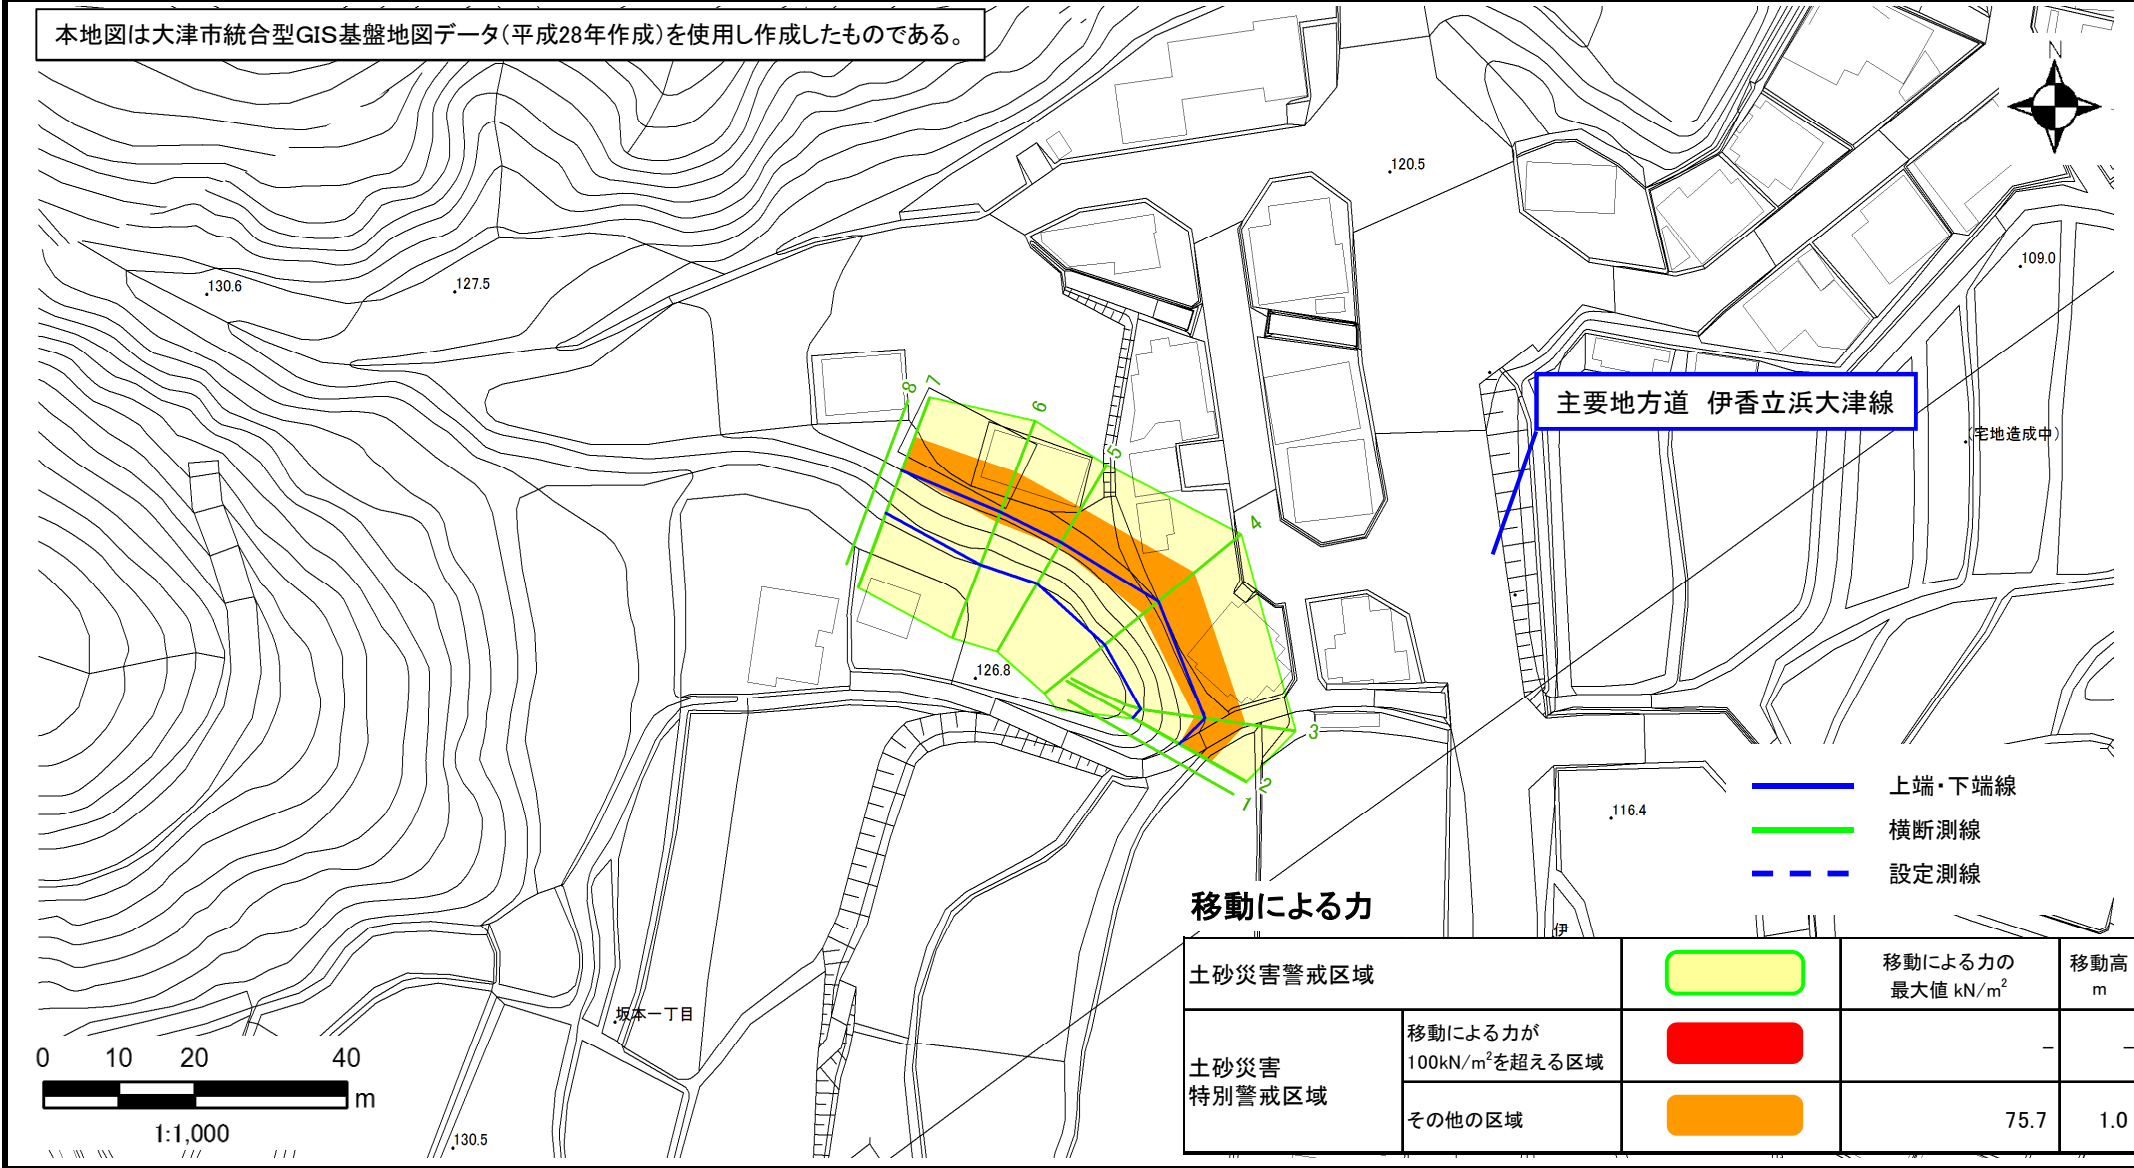 本地図は大津市統合型GIS基盤地図データ(平成28年作成)を使用し作成したものである。
N
120.5
109.0
130.6
127.5
主要地方道 伊香立浜大津線
(宅地造成中)
8
7
6
5
4
126.8
3
2
1
上端・下端線
116.4
横断測線
設定測線
移動による力
伊
土砂災害警戒区域
移動による力の
最大値 kN/m²
移動高
m
坂本一丁目
土砂災害
特別警戒区域
移動による力が
100kN/m²を超える区域
–
–
その他の区域
75.7
1.0
0 10 20 40
m
1:1,000
130.5